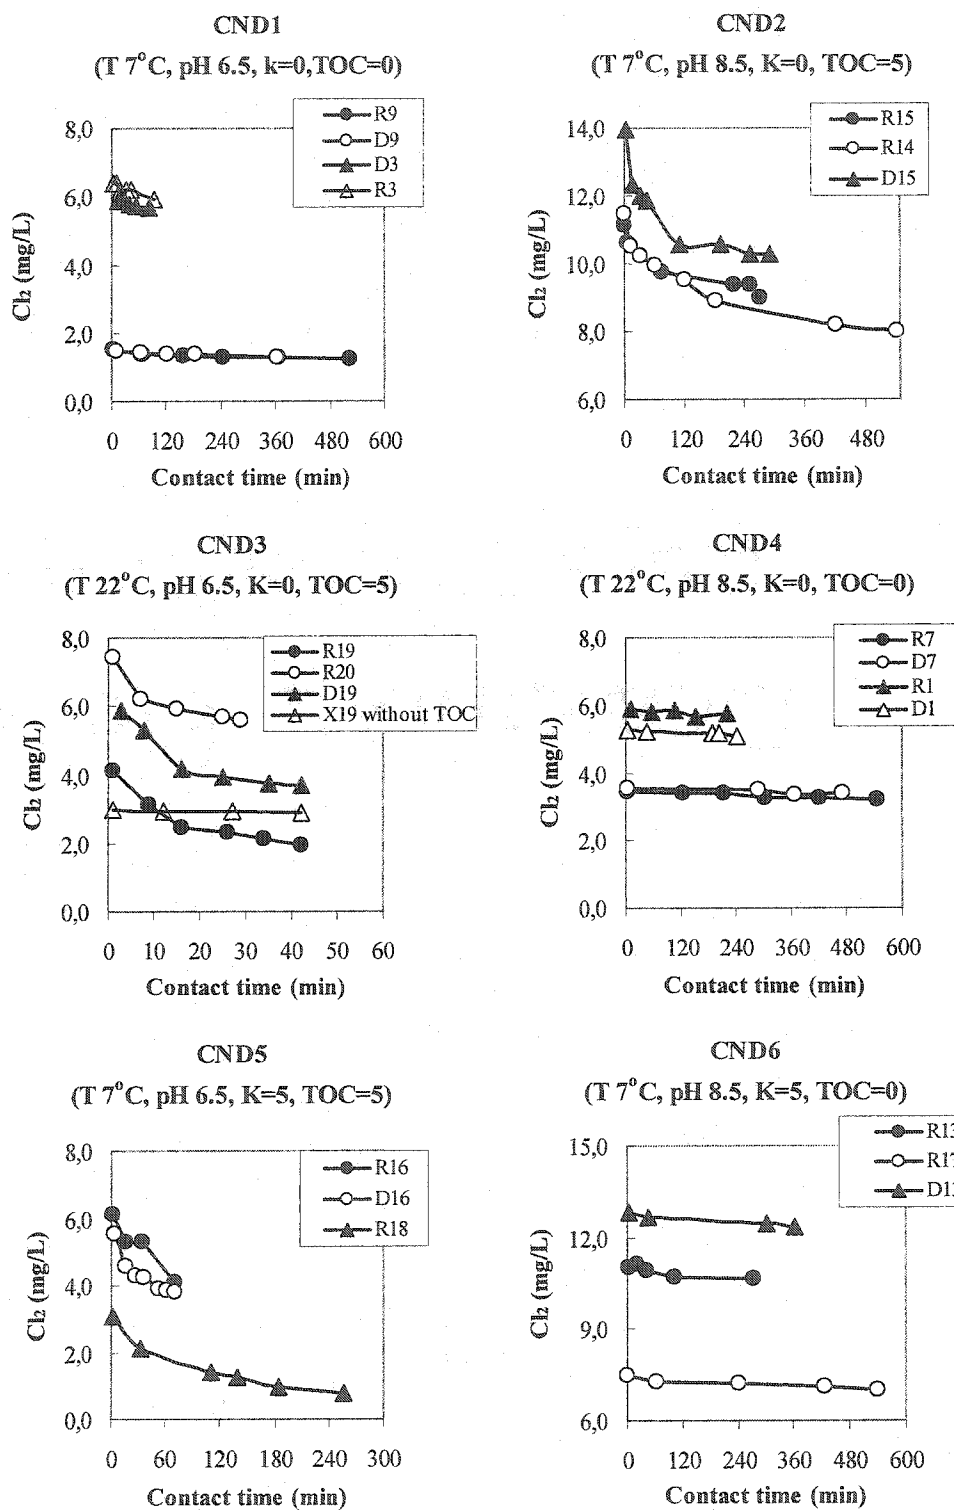 CND1
(T 7°C, pH 6.5, k=0,TOC=0)
R9
D9
D3
R3
8,0
6,0
4,0
2,0
0,0
Cl₂ (mg/L)
0 120 240 360 480 600
Contact time (min)
CND2
(T 7°C, pH 8.5, K=0, TOC=5)
R15
R14
D15
14,0
12,0
10,0
8,0
6,0
Cl₂ (mg/L)
0 120 240 360 480
Contact time (min)
CND3
(T 22°C, pH 6.5, K=0, TOC=5)
R19
R20
D19
X19 without TOC
8,0
6,0
4,0
2,0
0,0
Cl₂ (mg/L)
0 10 20 30 40 50 60
Contact time (min)
CND4
(T 22°C, pH 8.5, K=0, TOC=0)
R7
D7
R1
D1
8,0
6,0
4,0
2,0
0,0
Cl₂ (mg/L)
0 120 240 360 480 600
Contact time (min)
CND5
(T 7°C, pH 6.5, K=5, TOC=5)
R16
D16
R18
8,0
6,0
4,0
2,0
0,0
Cl₂ (mg/L)
0 60 120 180 240 300
Contact time (min)
CND6
(T 7°C, pH 8.5, K=5, TOC=0)
R13
R17
D13
15,0
12,0
9,0
6,0
Cl₂ (mg/L)
0 120 240 360 480 600
Contact time (min)